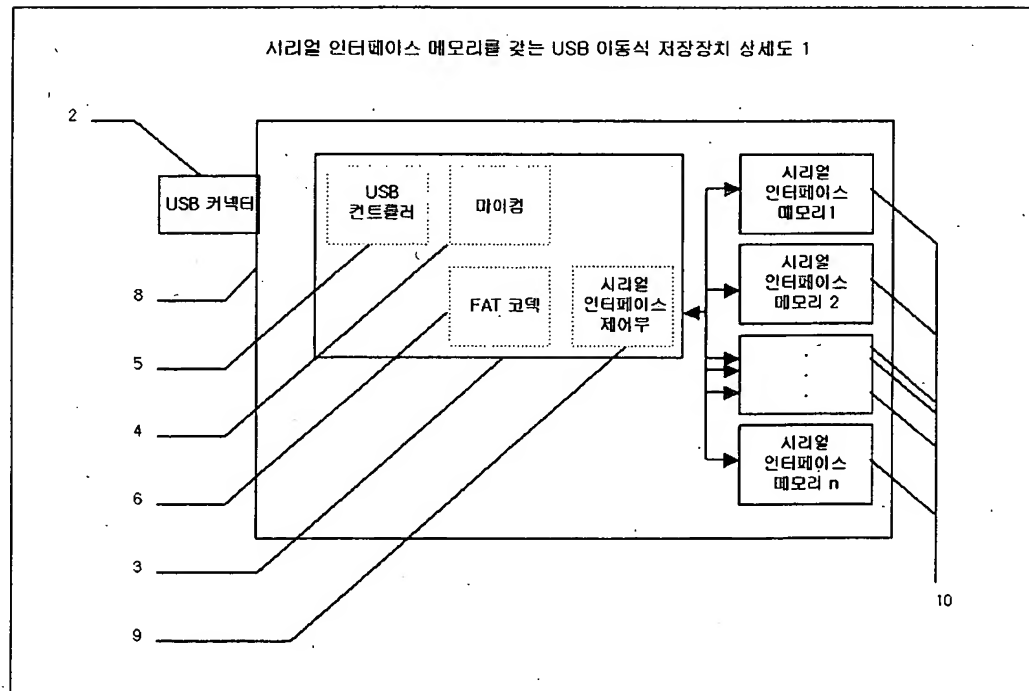 시리얼 인터페이스 메모리를 갖는 USB 이동식 저장장치 상세도 1
2
USB 커넥터
USB
컨트롤러
마이컴
시리얼
인터페이스
메모리1
8
FAT 코덱
시리얼
인터페이스
제어부
시리얼
인터페이스
메모리 2
5
.
.
.
4
시리얼
인터페이스
메모리 n
6
3
10
9